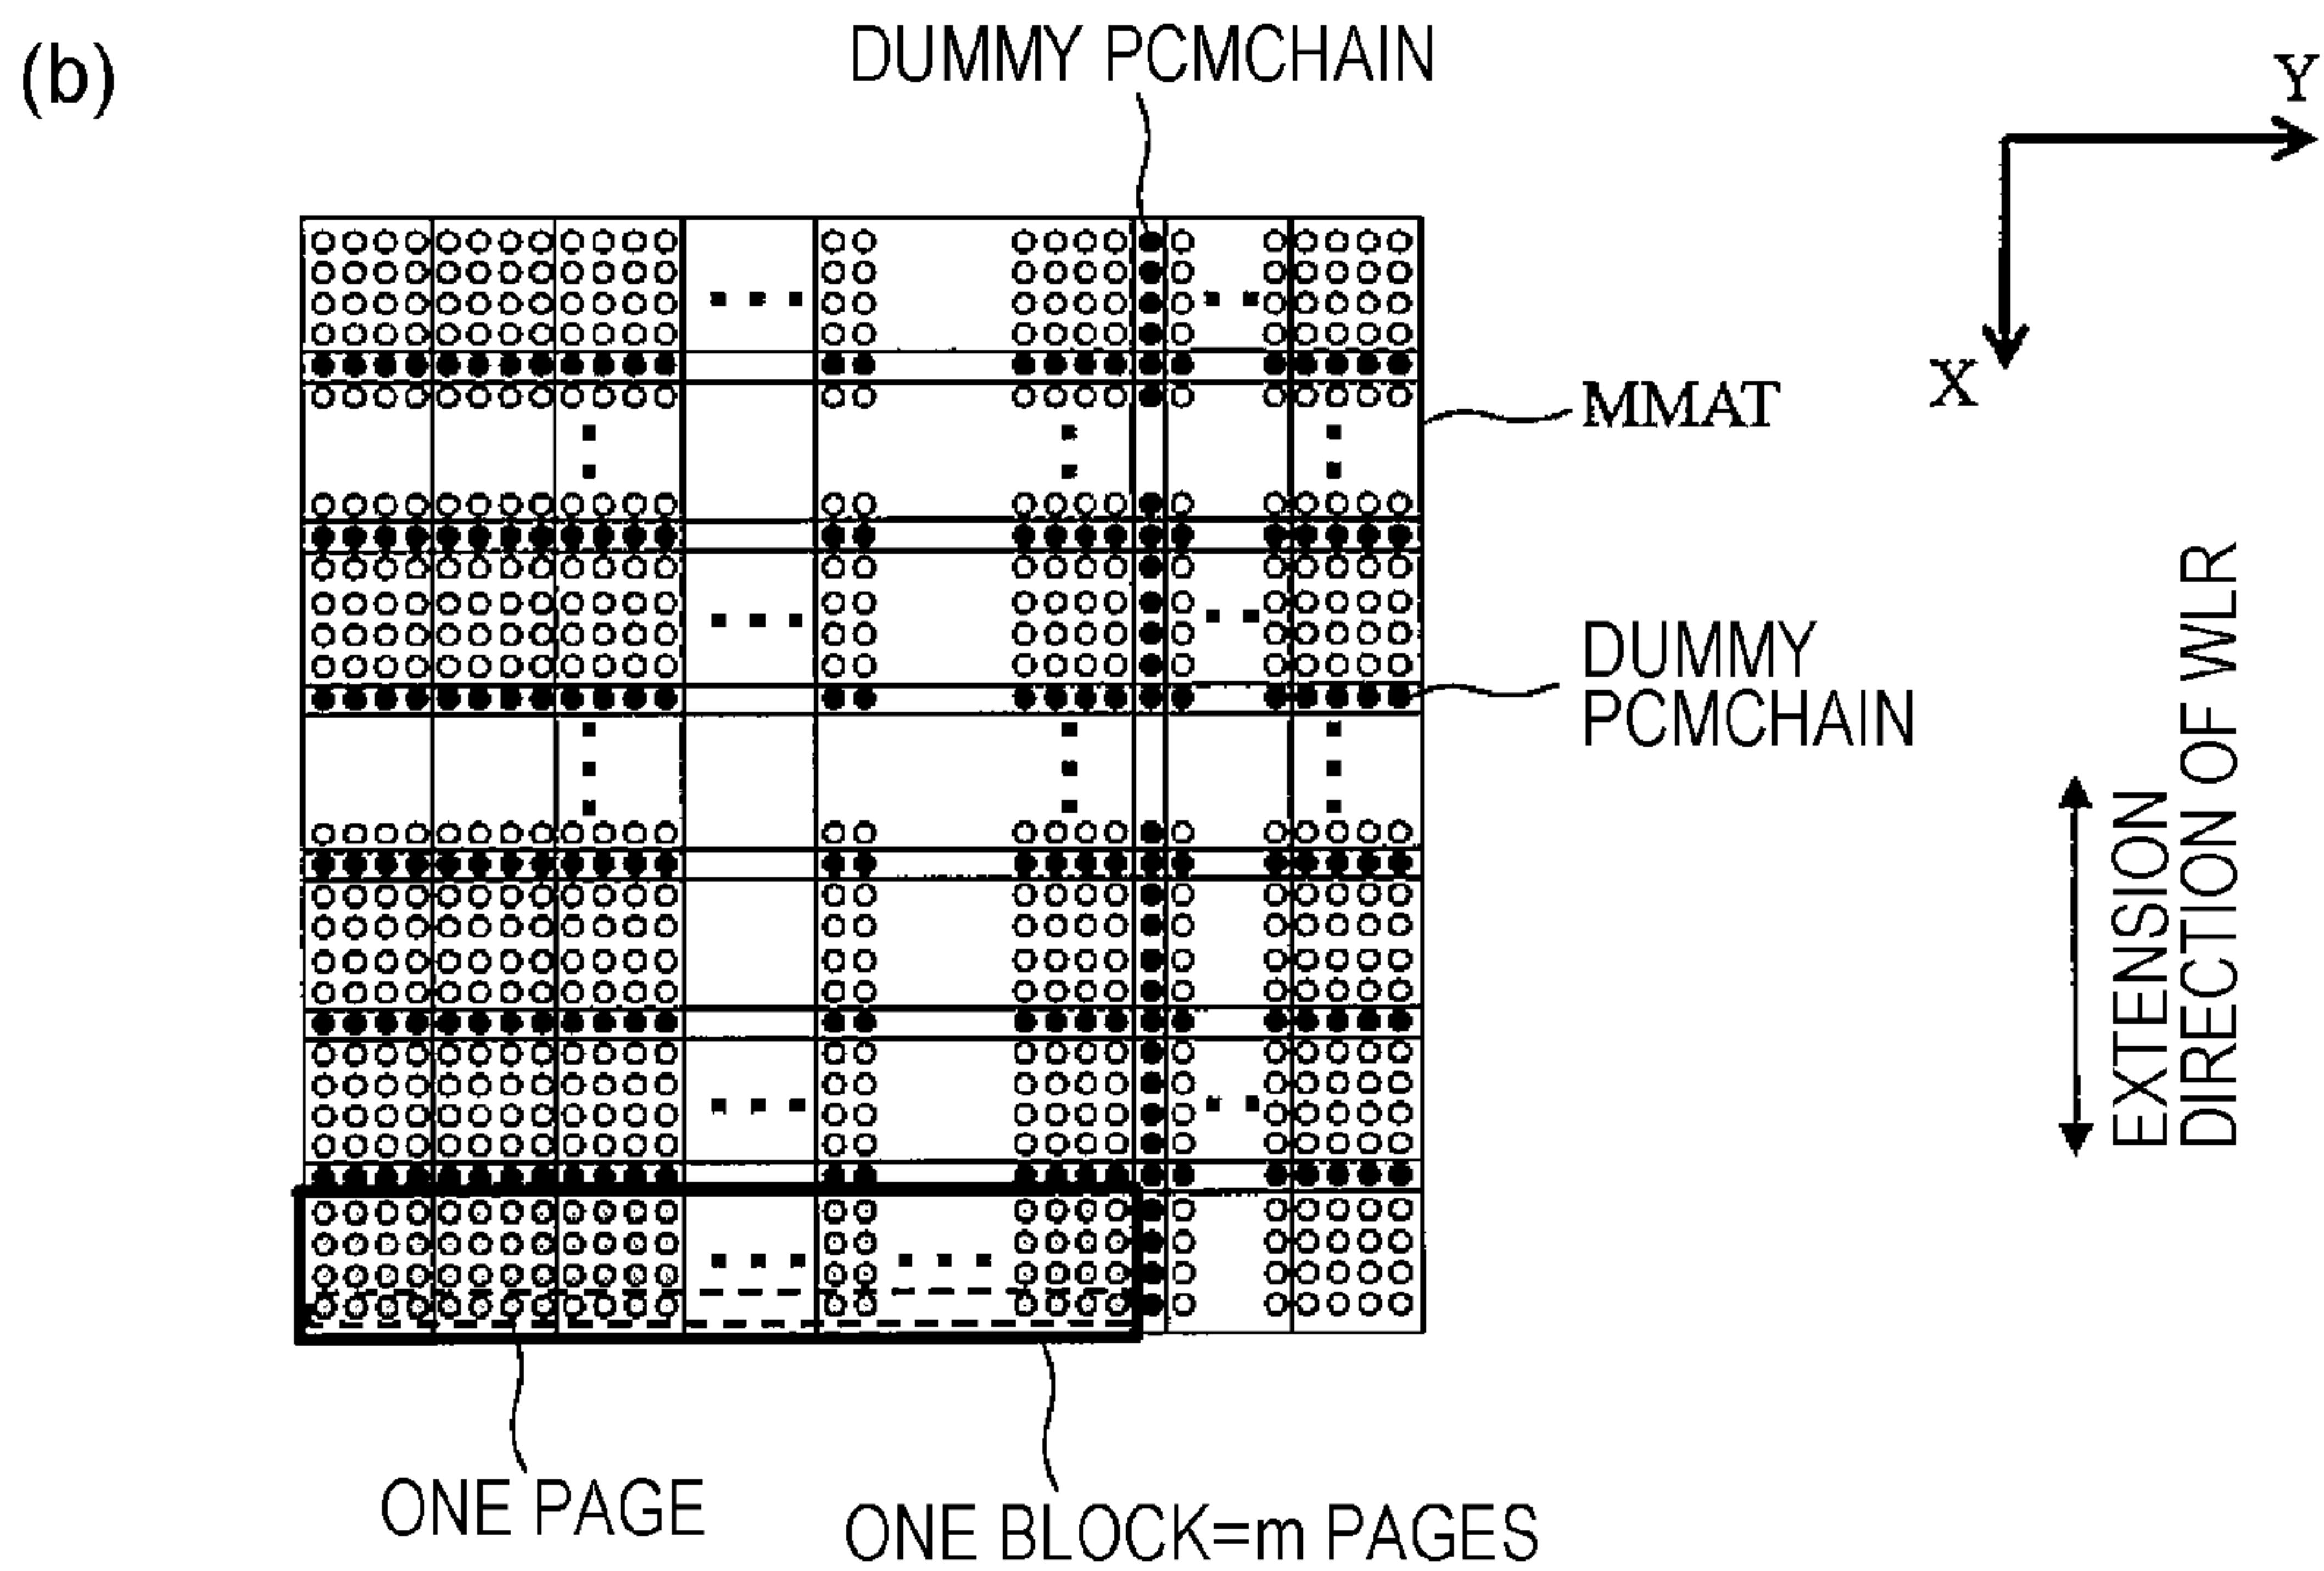 (b)
DUMMY PCMCHAIN
Y
X
MMAT
DUMMY
PCMCHAIN
EXTENSION
DIRECTION OF WLR
ONE PAGE
ONE BLOCK=m PAGES